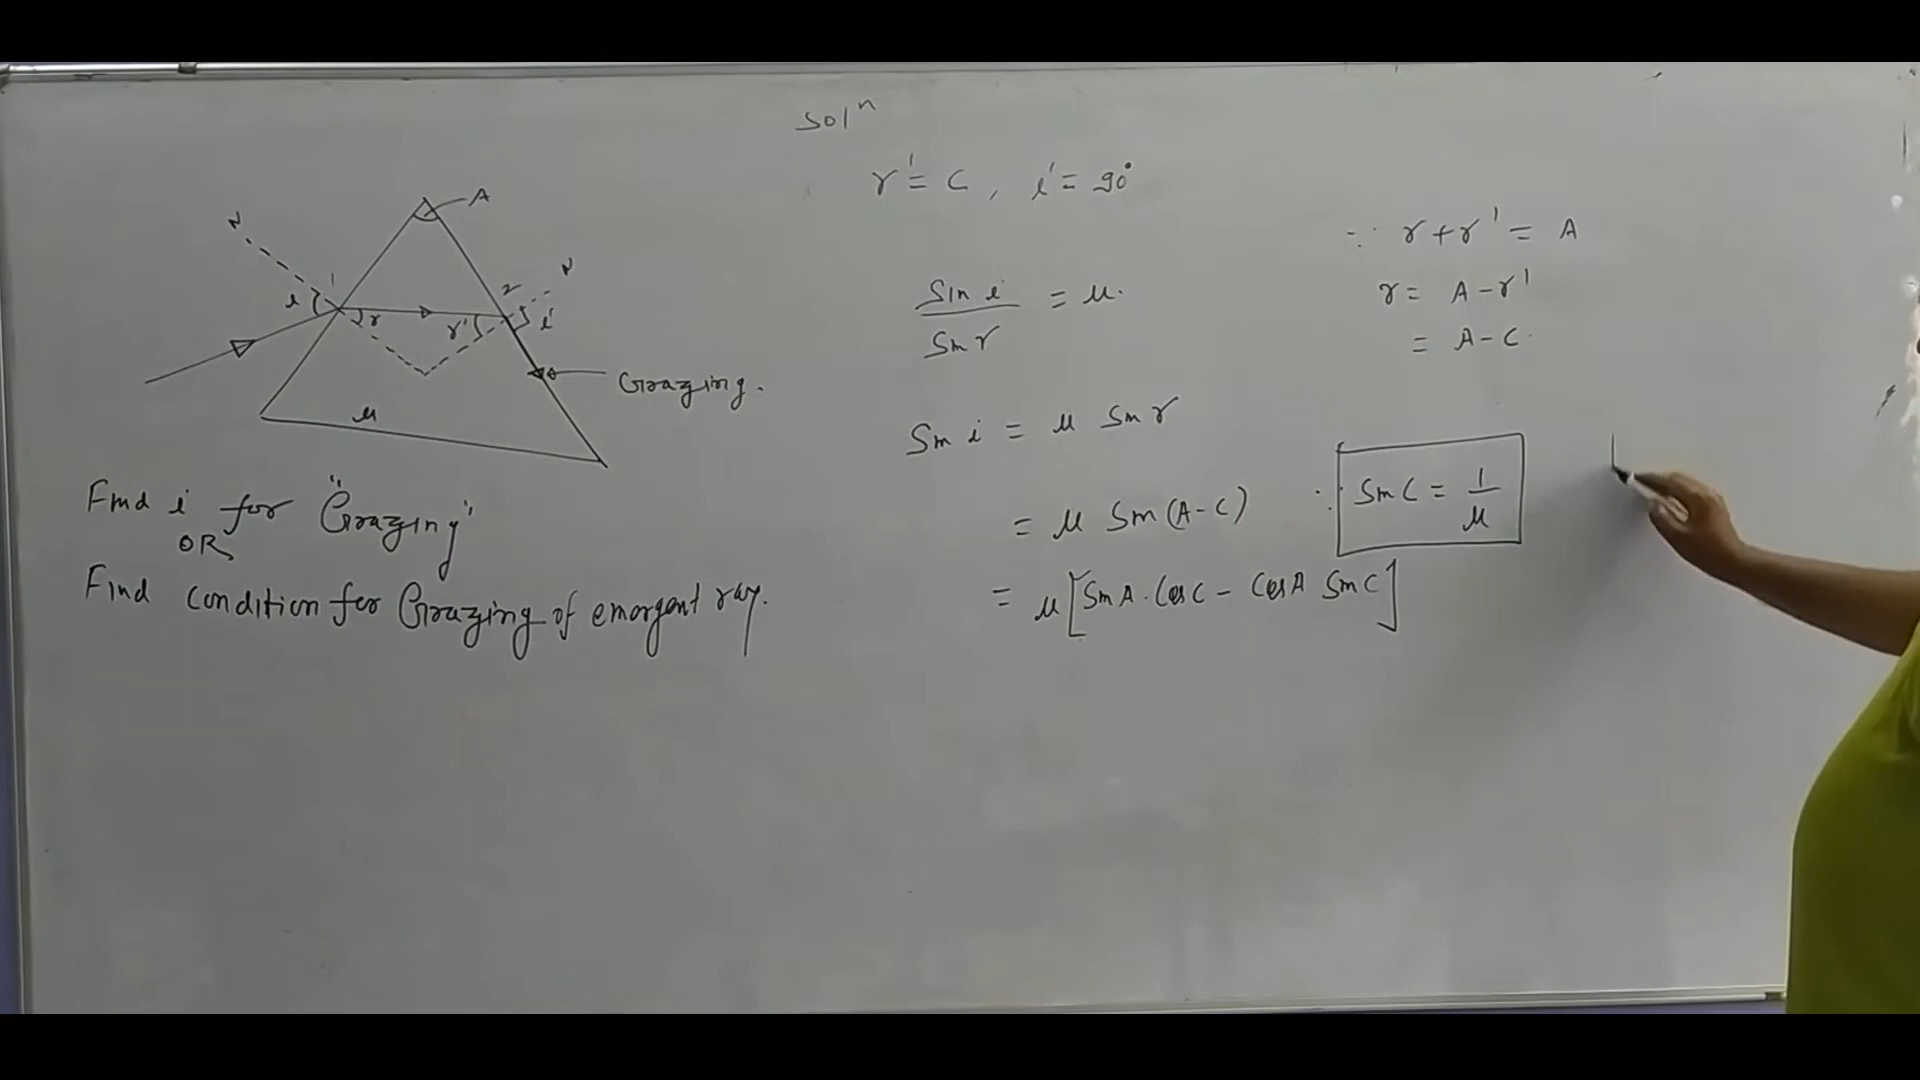 Solⁿ
r' = C , i' = 90°
∵ r + r' = A
r = A - r'
= A - C
Sin i / Sin r = μ
Sin i = μ Sin r
= μ Sin (A - C)
∵ Sin C = 1/μ
= μ [Sin A . Cos C - Cos A Sin C]
A
N
N
1
2
i
r
r'
i'
μ
Grazing.
Find i for "Grazing"
OR
Find condition for Grazing of emergent ray.